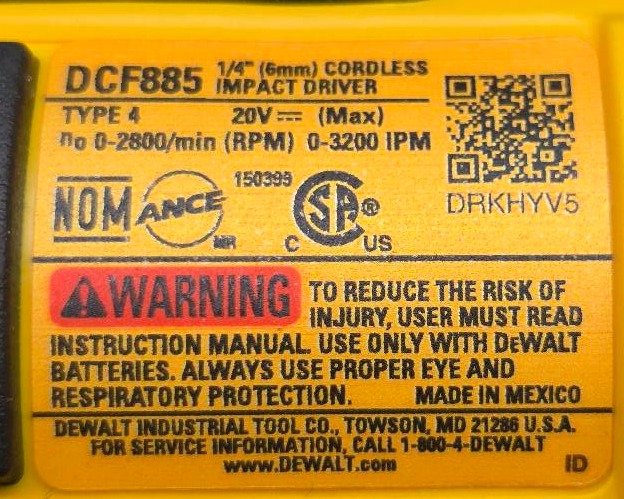 DCF885 1/4" (6mm) CORDLESS IMPACT DRIVER
TYPE 4 20V⎓ (Max)
no 0-2800/min (RPM) 0-3200 IPM
NOM ANCE MR 150399 CSA® C US
DRKHYV5
WARNING TO REDUCE THE RISK OF
INJURY, USER MUST READ
INSTRUCTION MANUAL. USE ONLY WITH DeWALT
BATTERIES. ALWAYS USE PROPER EYE AND
RESPIRATORY PROTECTION. MADE IN MEXICO
DEWALT INDUSTRIAL TOOL CO., TOWSON, MD 21286 U.S.A.
FOR SERVICE INFORMATION, CALL 1-800-4-DEWALT
www.DEWALT.com ID